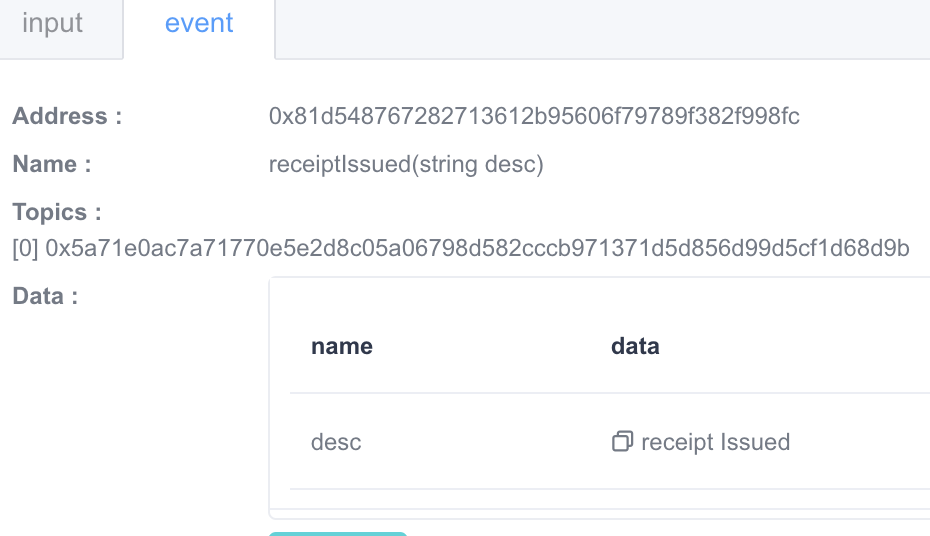 input event
Address : 0x81d548767282713612b95606f79789f382f998fc
Name : receiptIssued(string desc)
Topics :
[0] 0x5a71e0ac7a71770e5e2d8c05a06798d582cccb971371d5d856d99d5cf1d68d9b
Data :
name data
desc receipt Issued